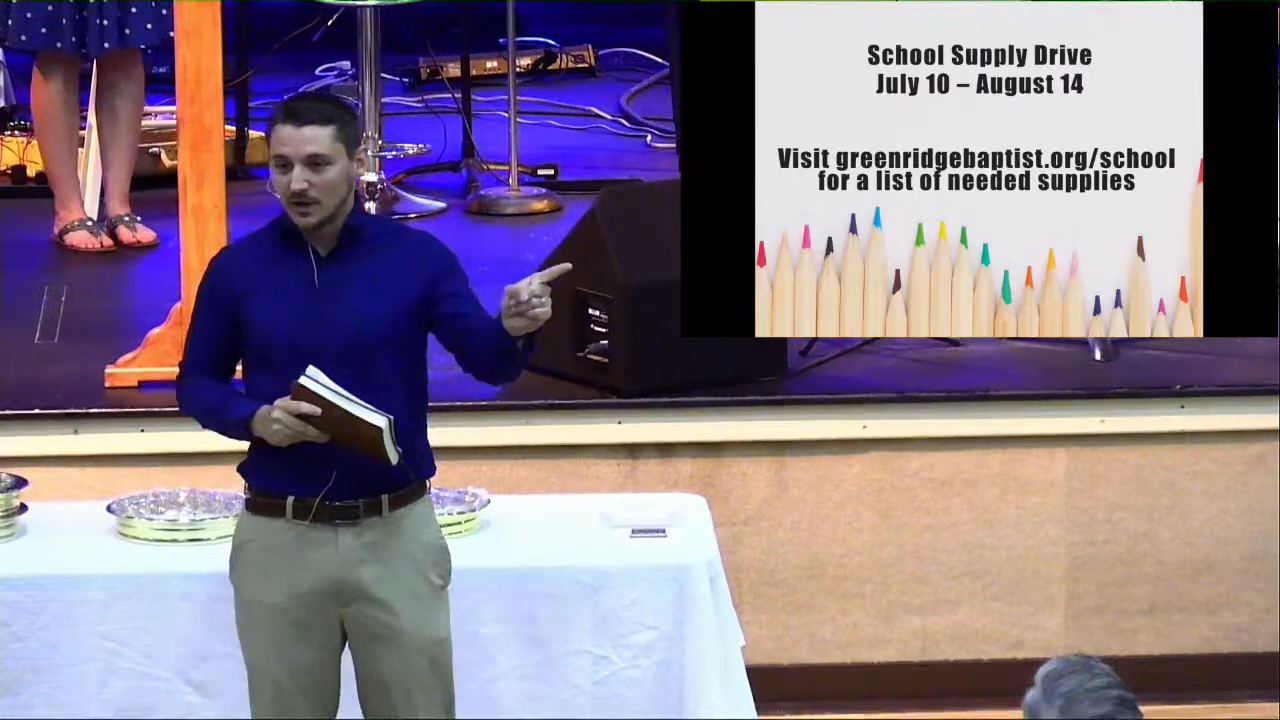 School Supply Drive
July 10 – August 14
Visit greenridgebaptist.org/school
for a list of needed supplies